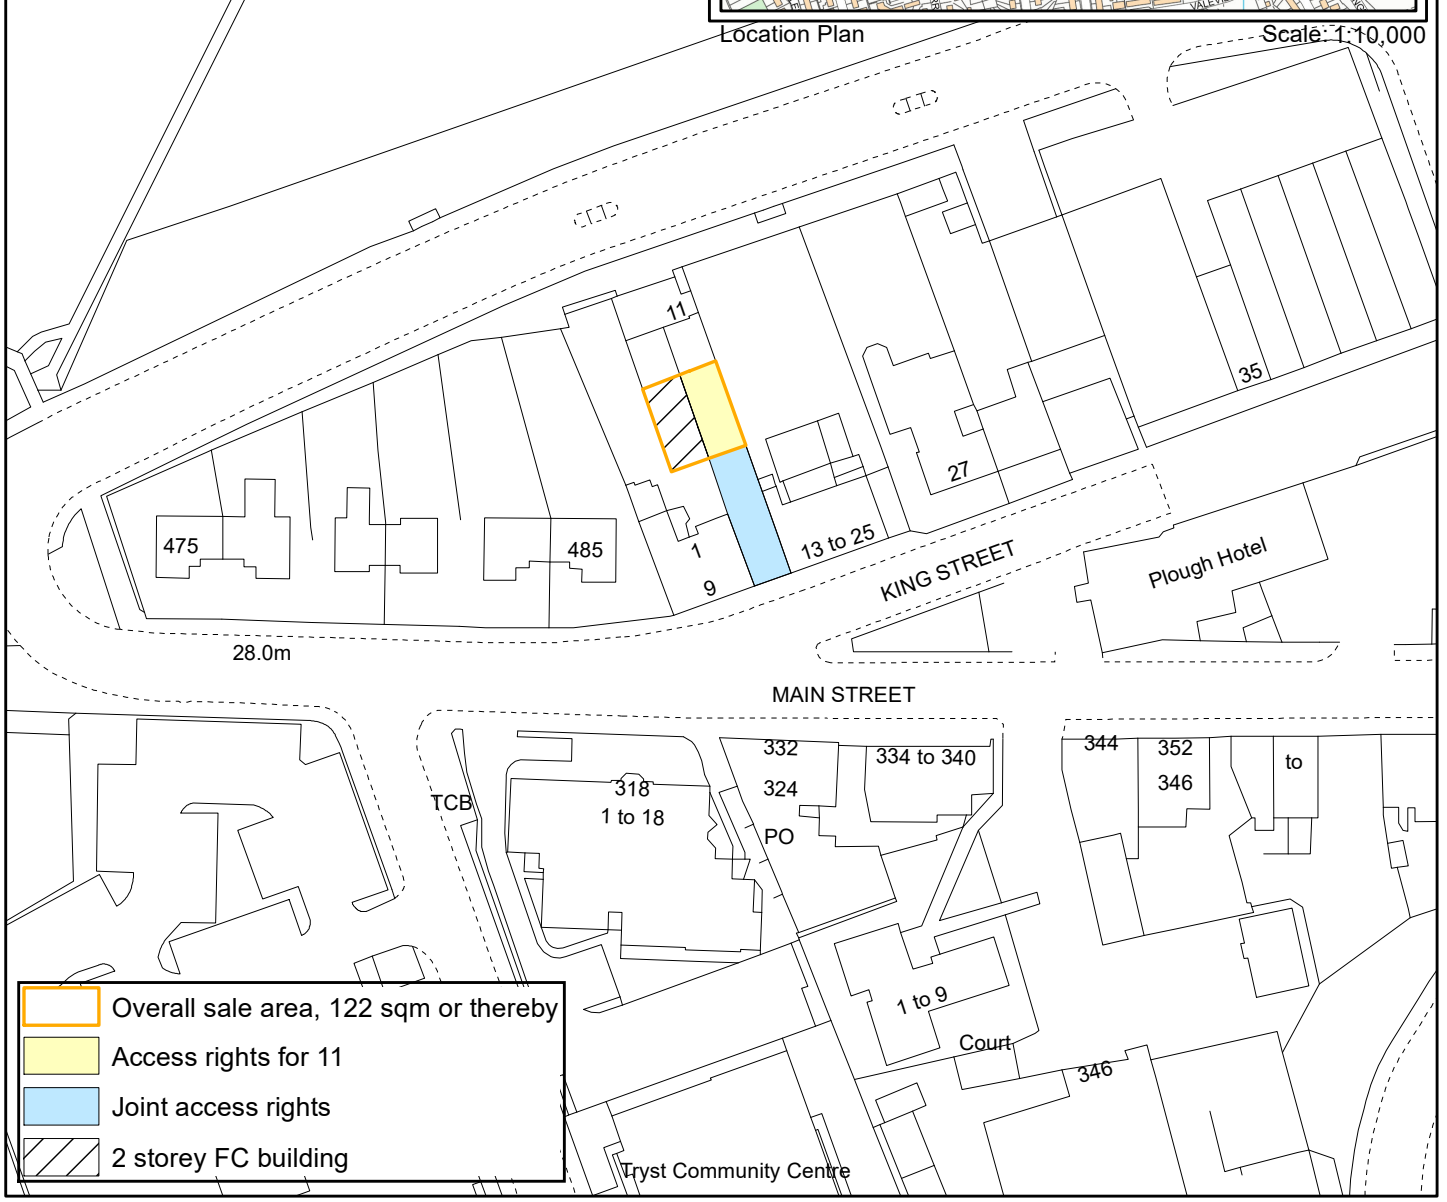 VALEVI
Location Plan
Scale: 1:10,000
11
35
27
475
485
1
9
13 to 25
KING STREET
Plough Hotel
28.0m
MAIN STREET
332
324
334 to 340
344
352
346
to
318
1 to 18
TCB
PO
1 to 9
Court
346
Tryst Community Centre
Overall sale area, 122 sqm or thereby
Access rights for 11
Joint access rights
2 storey FC building